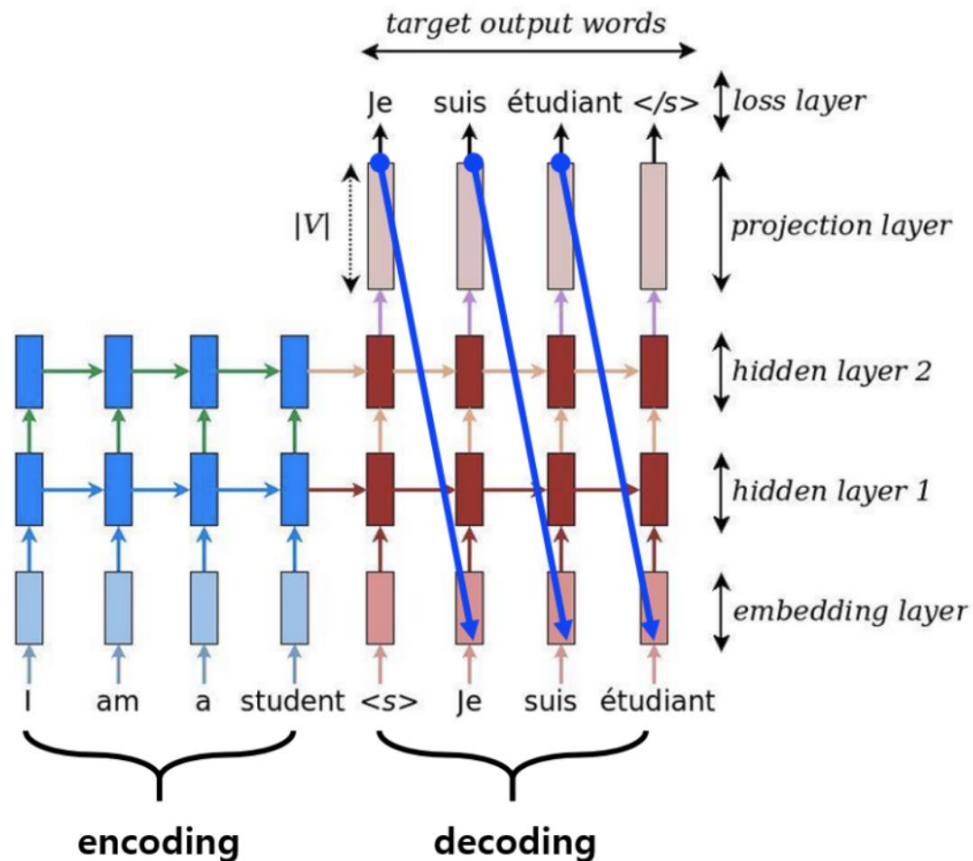 target output words
Je suis étudiant </s>
loss layer
|V|
projection layer
hidden layer 2
hidden layer 1
embedding layer
I am a student <s> Je suis étudiant
encoding decoding